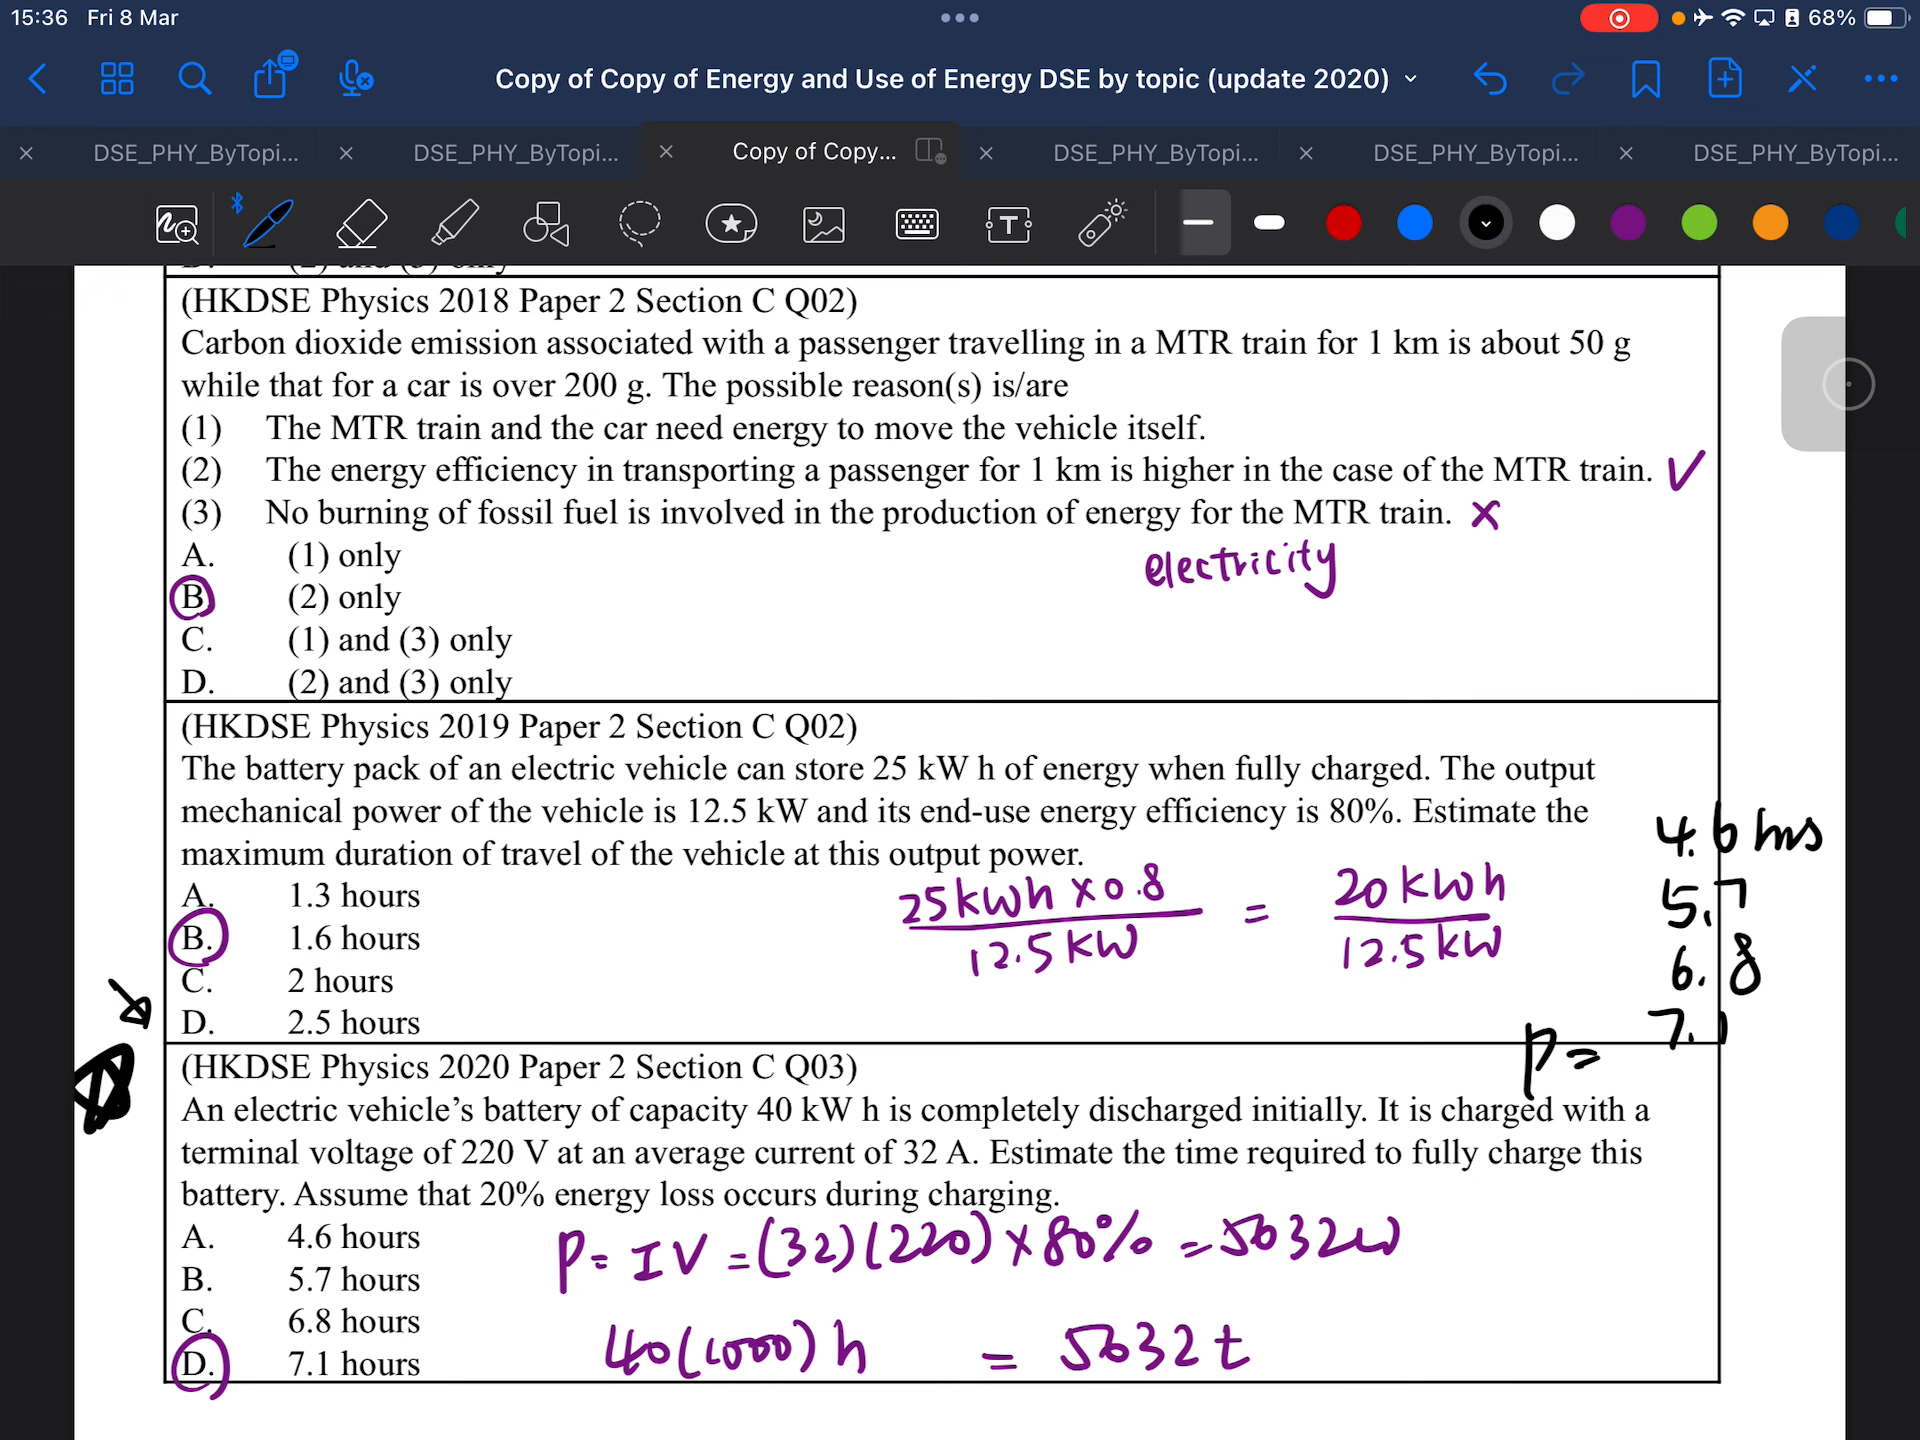 15:36 Fri 8 Mar
68%
Copy of Copy of Energy and Use of Energy DSE by topic (update 2020)
DSE_PHY_ByTopi... DSE_PHY_ByTopi... Copy of Copy... DSE_PHY_ByTopi... DSE_PHY_ByTopi... DSE_PHY_ByTopi...
(HKDSE Physics 2018 Paper 2 Section C Q02)
Carbon dioxide emission associated with a passenger travelling in a MTR train for 1 km is about 50 g
while that for a car is over 200 g. The possible reason(s) is/are
(1) The MTR train and the car need energy to move the vehicle itself.
(2) The energy efficiency in transporting a passenger for 1 km is higher in the case of the MTR train. ✓
(3) No burning of fossil fuel is involved in the production of energy for the MTR train. ✗
electricity
A. (1) only
B. (2) only
C. (1) and (3) only
D. (2) and (3) only
(HKDSE Physics 2019 Paper 2 Section C Q02)
The battery pack of an electric vehicle can store 25 kW h of energy when fully charged. The output
mechanical power of the vehicle is 12.5 kW and its end-use energy efficiency is 80%. Estimate the
maximum duration of travel of the vehicle at this output power.
A. 1.3 hours
B. 1.6 hours
C. 2 hours
D. 2.5 hours
25kWh x0.8 = 20kWh
12.5kW 12.5kW
4.6 hrs
5.7
6.8
7.1
P=
(HKDSE Physics 2020 Paper 2 Section C Q03)
An electric vehicle's battery of capacity 40 kW h is completely discharged initially. It is charged with a
terminal voltage of 220 V at an average current of 32 A. Estimate the time required to fully charge this
battery. Assume that 20% energy loss occurs during charging.
A. 4.6 hours
B. 5.7 hours
C. 6.8 hours
D. 7.1 hours
P= IV =(32)(220)x80% =5632W
40(1000)h = 5632t